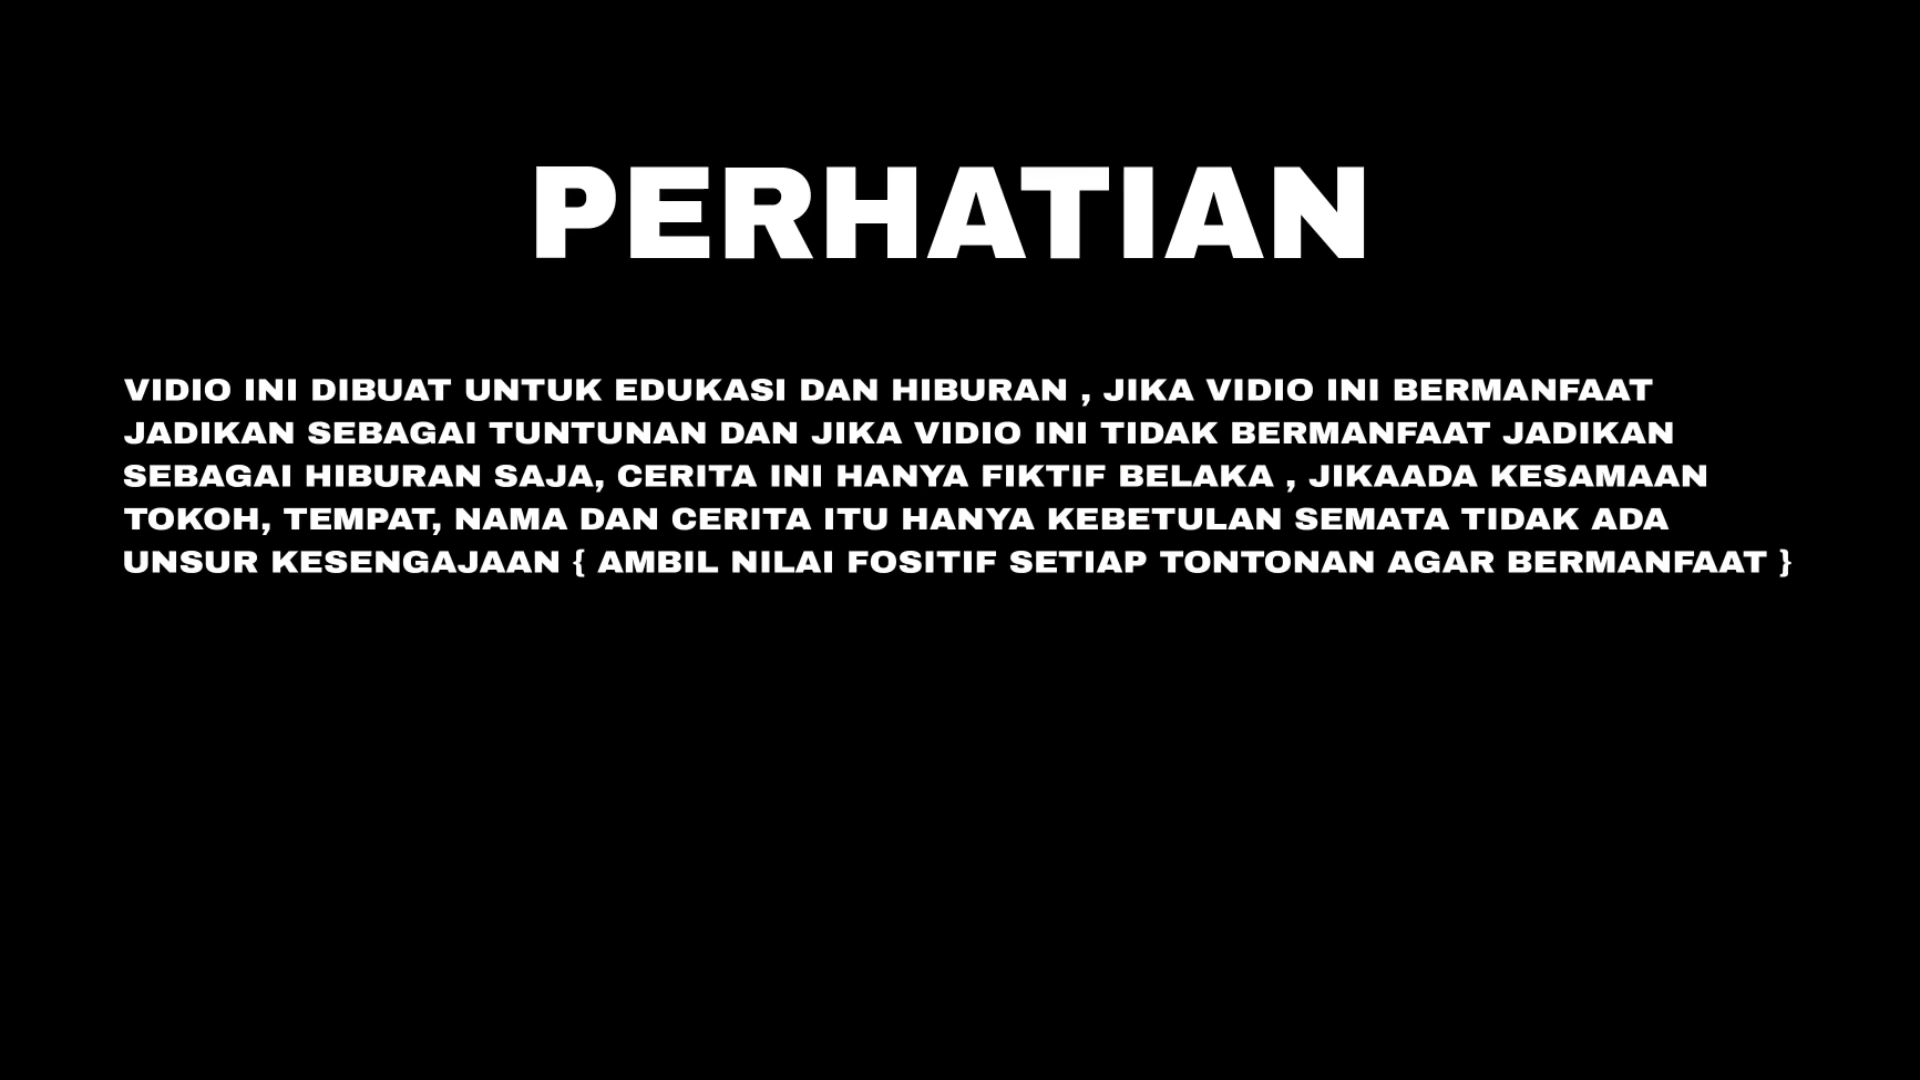 PERHATIAN
VIDIO INI DIBUAT UNTUK EDUKASI DAN HIBURAN , JIKA VIDIO INI BERMANFAAT
JADIKAN SEBAGAI TUNTUNAN DAN JIKA VIDIO INI TIDAK BERMANFAAT JADIKAN
SEBAGAI HIBURAN SAJA, CERITA INI HANYA FIKTIF BELAKA , JIKAADA KESAMAAN
TOKOH, TEMPAT, NAMA DAN CERITA ITU HANYA KEBETULAN SEMATA TIDAK ADA
UNSUR KESENGAJAAN { AMBIL NILAI FOSITIF SETIAP TONTONAN AGAR BERMANFAAT }